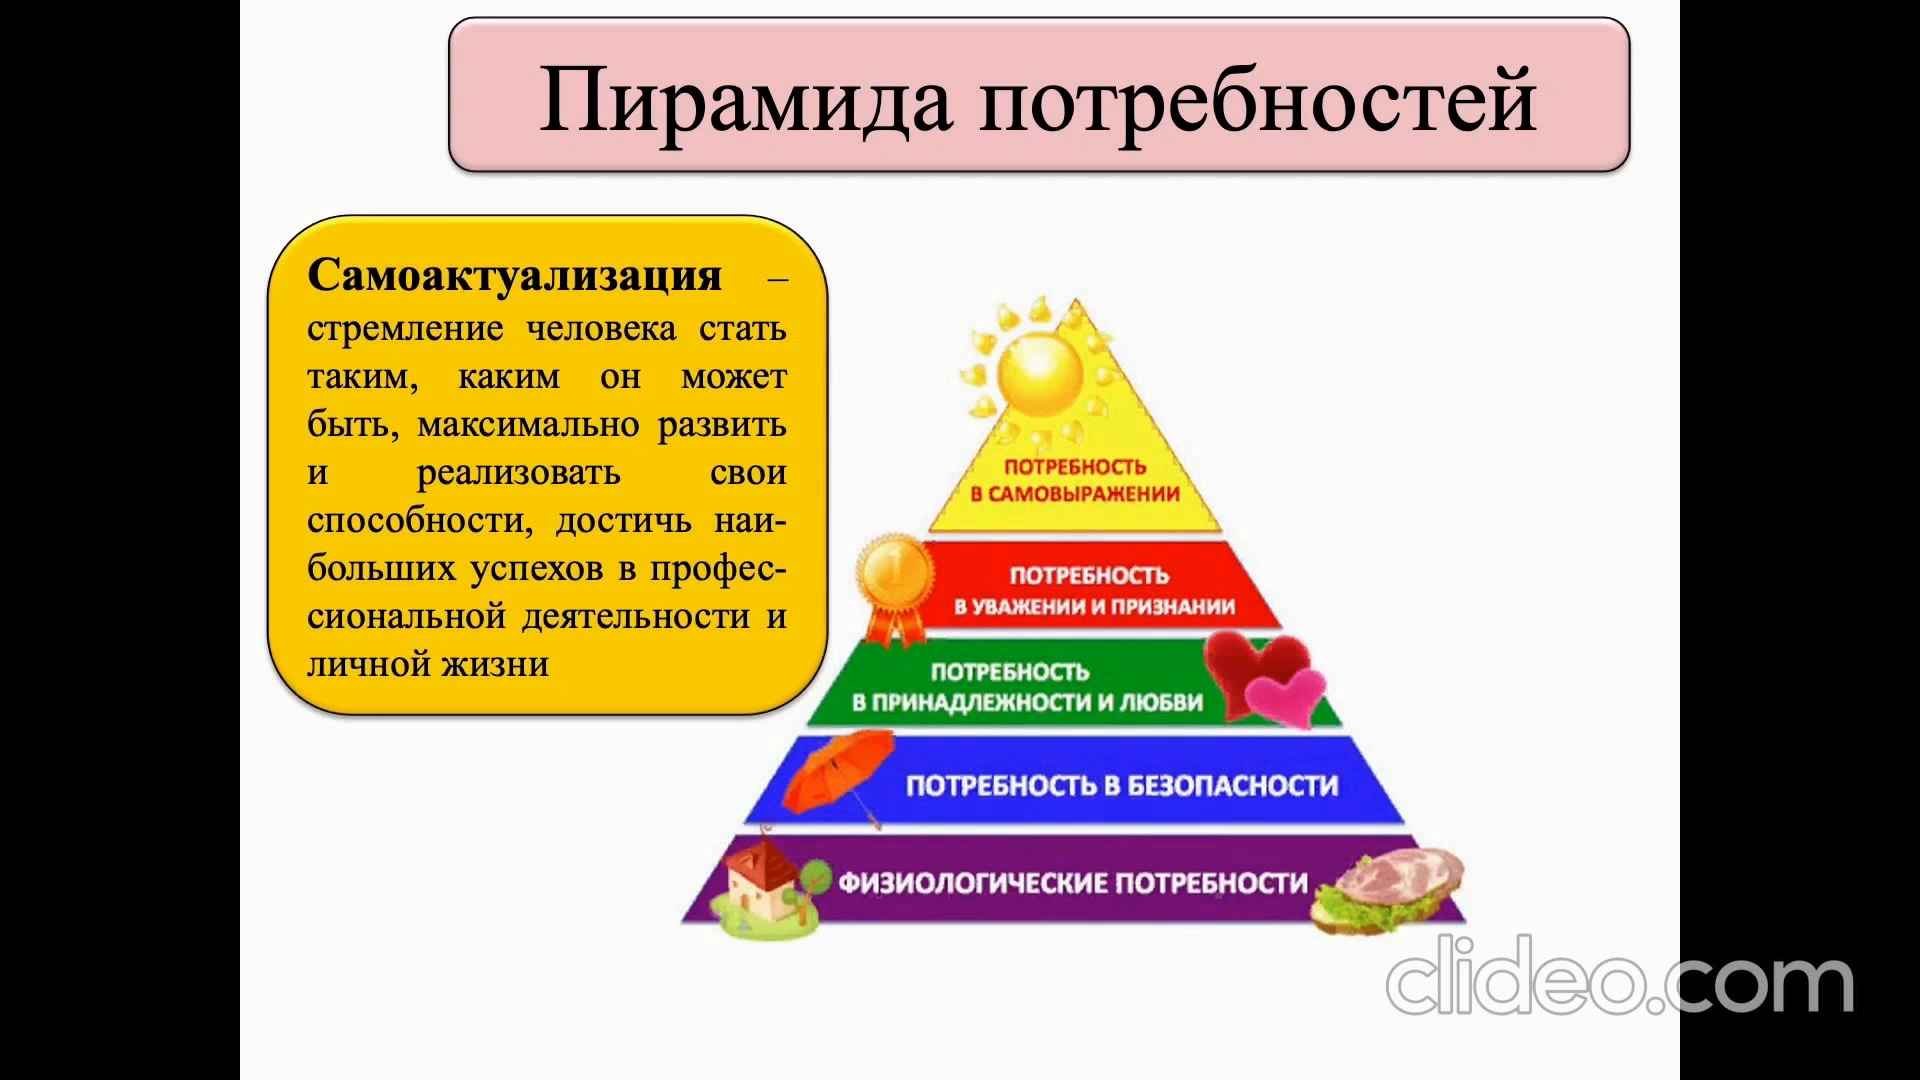 Пирамида потребностей
Самоактуализация –
стремление человека стать
таким, каким он может
быть, максимально развить
и реализовать свои
способности, достичь наи-
больших успехов в профес-
сиональной деятельности и
личной жизни
ПОТРЕБНОСТЬ
В САМОВЫРАЖЕНИИ
1
ПОТРЕБНОСТЬ
В УВАЖЕНИИ И ПРИЗНАНИИ
ПОТРЕБНОСТЬ
В ПРИНАДЛЕЖНОСТИ И ЛЮБВИ
ПОТРЕБНОСТЬ В БЕЗОПАСНОСТИ
ФИЗИОЛОГИЧЕСКИЕ ПОТРЕБНОСТИ
clideo.com